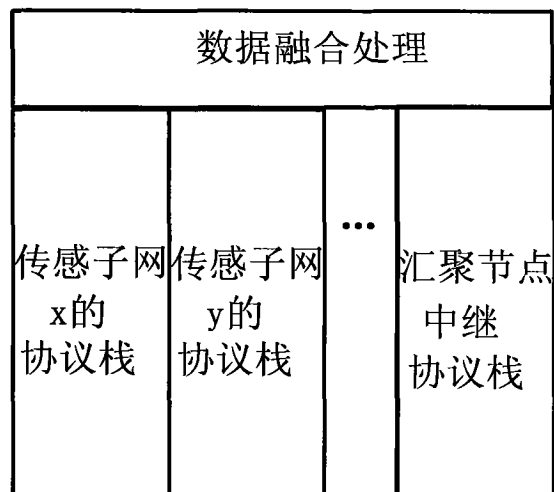 数据融合处理
传感子网
x的
协议栈
传感子网
y的
协议栈
…
汇聚节点
中继
协议栈